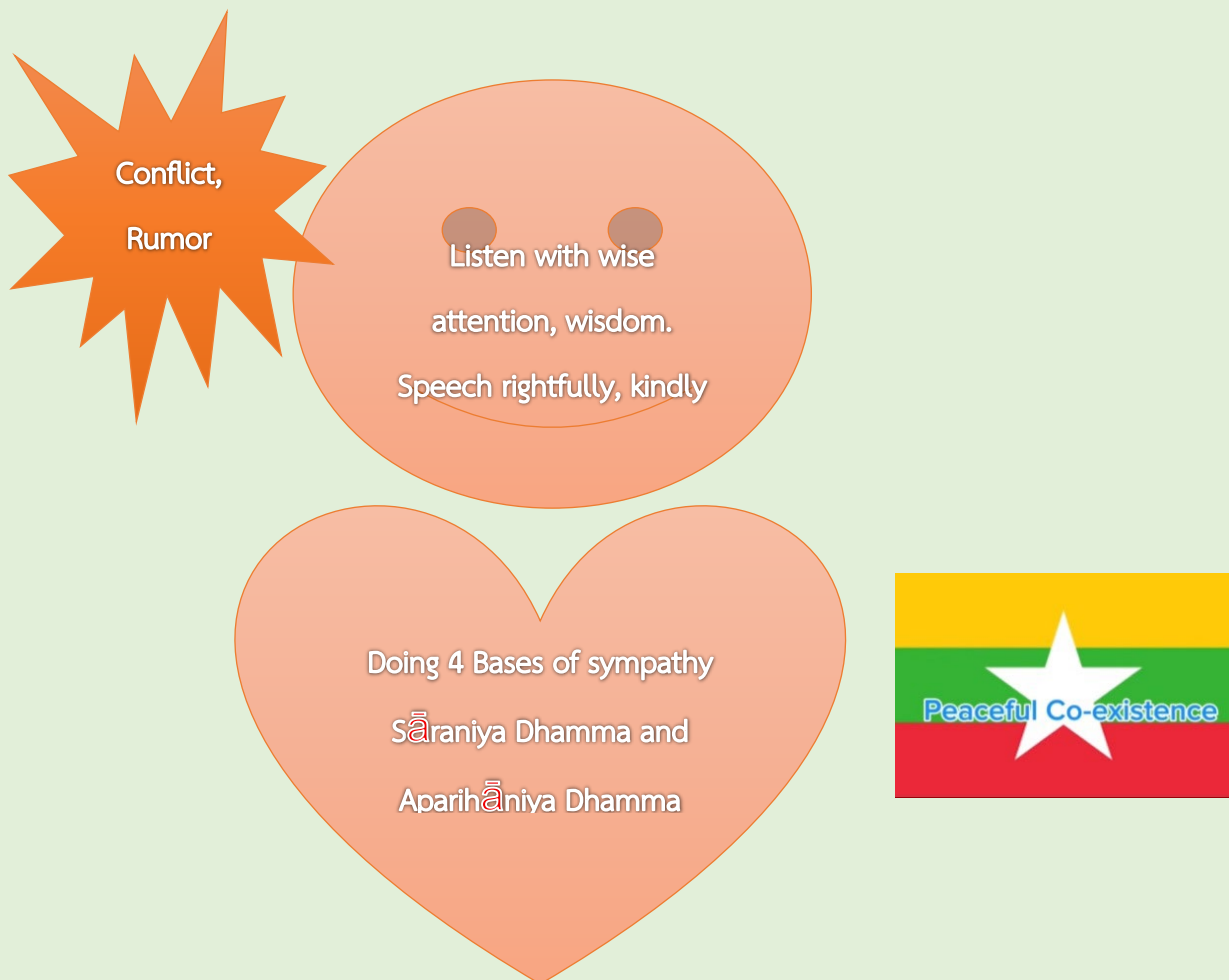 Conflict,
Rumor
Listen with wise
attention, wisdom.
Speech rightfully, kindly
Doing 4 Bases of sympathy
Sāraniya Dhamma and
Aparihāniya Dhamma
Peaceful Co-existence